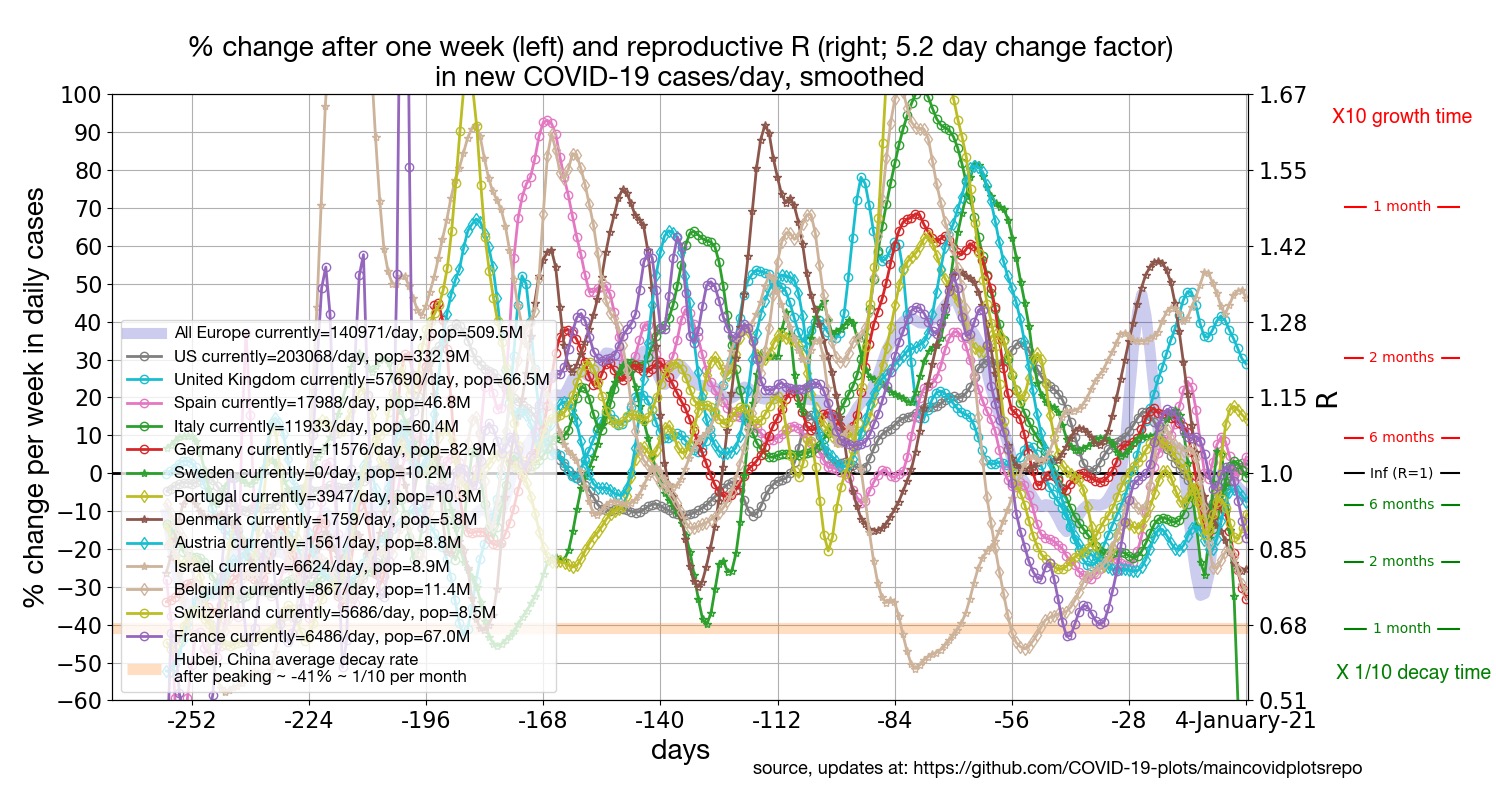 % change after one week (left) and reproductive R (right; 5.2 day change factor)
in new COVID-19 cases/day, smoothed
100
90
80
70
60
50
40
30
20
10
0
−10
−20
−30
−40
−50
−60
% change per week in daily cases
All Europe currently=140971/day, pop=509.5M
US currently=203068/day, pop=332.9M
United Kingdom currently=57690/day, pop=66.5M
Spain currently=17988/day, pop=46.8M
Italy currently=11933/day, pop=60.4M
Germany currently=11576/day, pop=82.9M
Sweden currently=0/day, pop=10.2M
Portugal currently=3947/day, pop=10.3M
Denmark currently=1759/day, pop=5.8M
Austria currently=1561/day, pop=8.8M
Israel currently=6624/day, pop=8.9M
Belgium currently=867/day, pop=11.4M
Switzerland currently=5686/day, pop=8.5M
France currently=6486/day, pop=67.0M
Hubei, China average decay rate
after peaking ~ -41% ~ 1/10 per month
-252
-224
-196
-168
-140
-112
-84
-56
-28
4-January-21
days
1.67
1.55
1.42
1.28
1.15
1.0
0.85
0.68
0.51
R
X10 growth time
1 month
2 months
6 months
Inf (R=1)
6 months
2 months
1 month
X 1/10 decay time
source, updates at: https://github.com/COVID-19-plots/maincovidplotsrepo